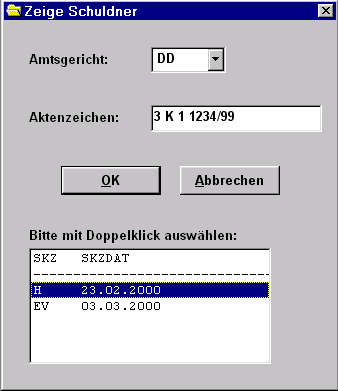 Zeige Schuldner
Amtsgericht: DD
Aktenzeichen: 3 K 1 1234/99
OK Abbrechen
Bitte mit Doppelklick auswählen:
SKZ SKZDAT
------------------------------
H 23.02.2000
EV 03.03.2000